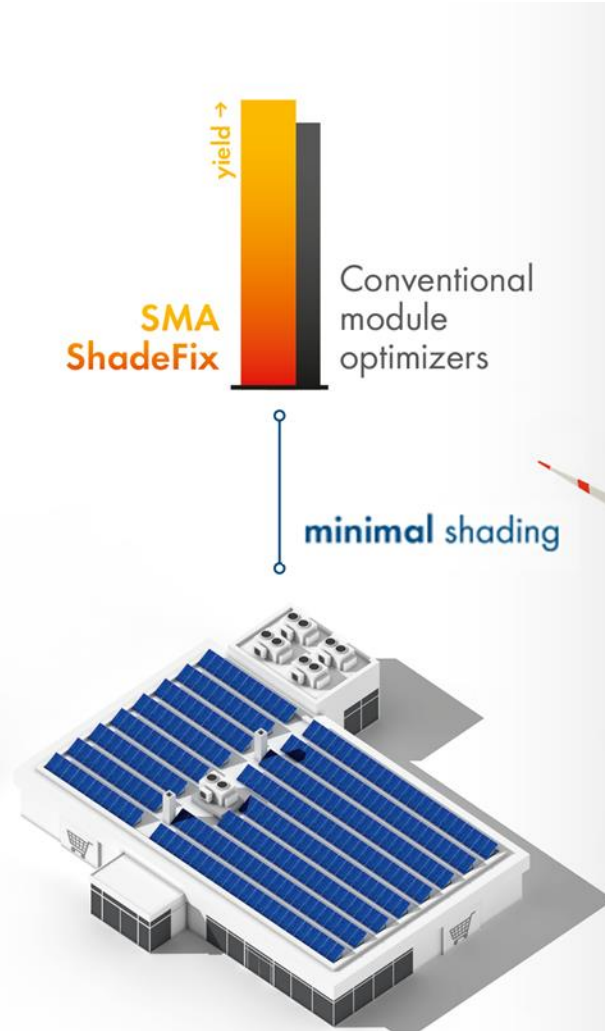 yield →
SMA
ShadeFix
Conventional
module
optimizers
minimal shading